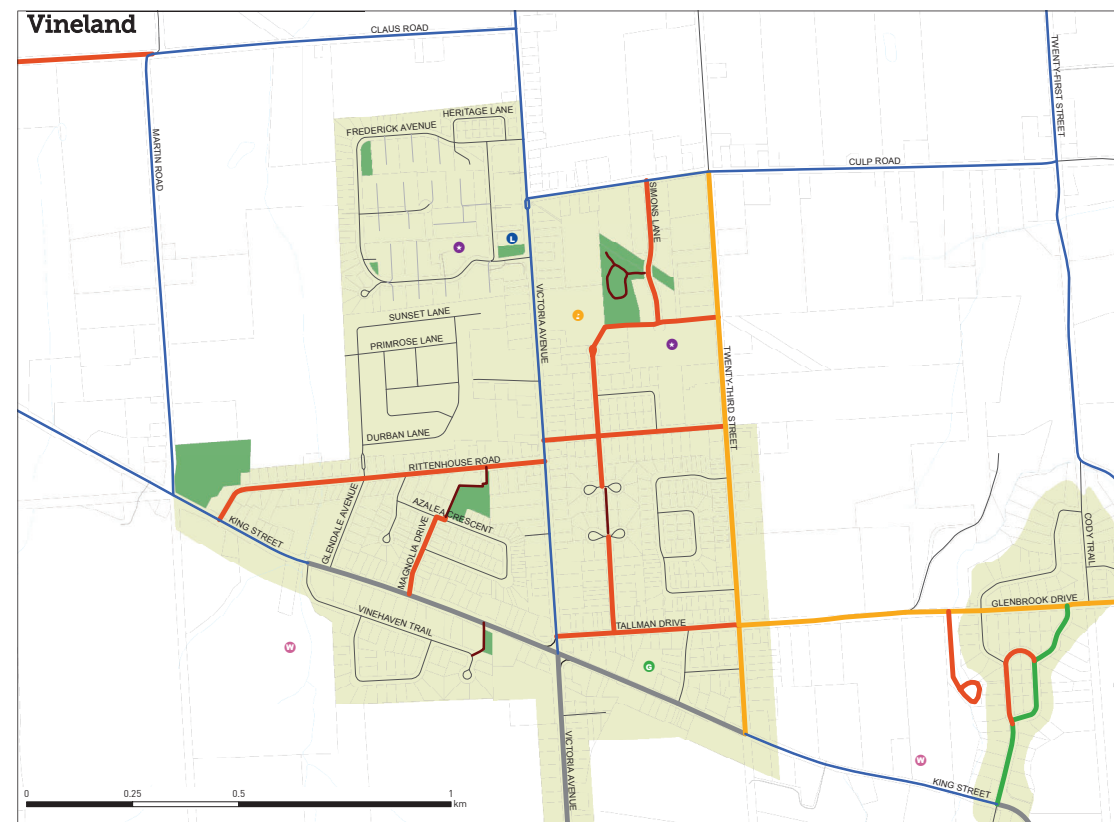 Vineland
CLAUS ROAD
TWENTY-FIRST STREET
HERITAGE LANE
FREDERICK AVENUE
MARTIN ROAD
CULP ROAD
SIMONS LANE
L
VICTORIA AVENUE
SUNSET LANE
PRIMROSE LANE
TWENTY-THIRD STREET
DURBAN LANE
RITTENHOUSE ROAD
AZALEA CRESCENT
KING STREET
GLENDALE AVENUE
MAGNOLIA DRIVE
CODY TRAIL
GLENBROOK DRIVE
VINEHAVEN TRAIL
TALLMAN DRIVE
W
G
VICTORIA AVENUE
W
KING STREET
0 0.25 0.5 1
km